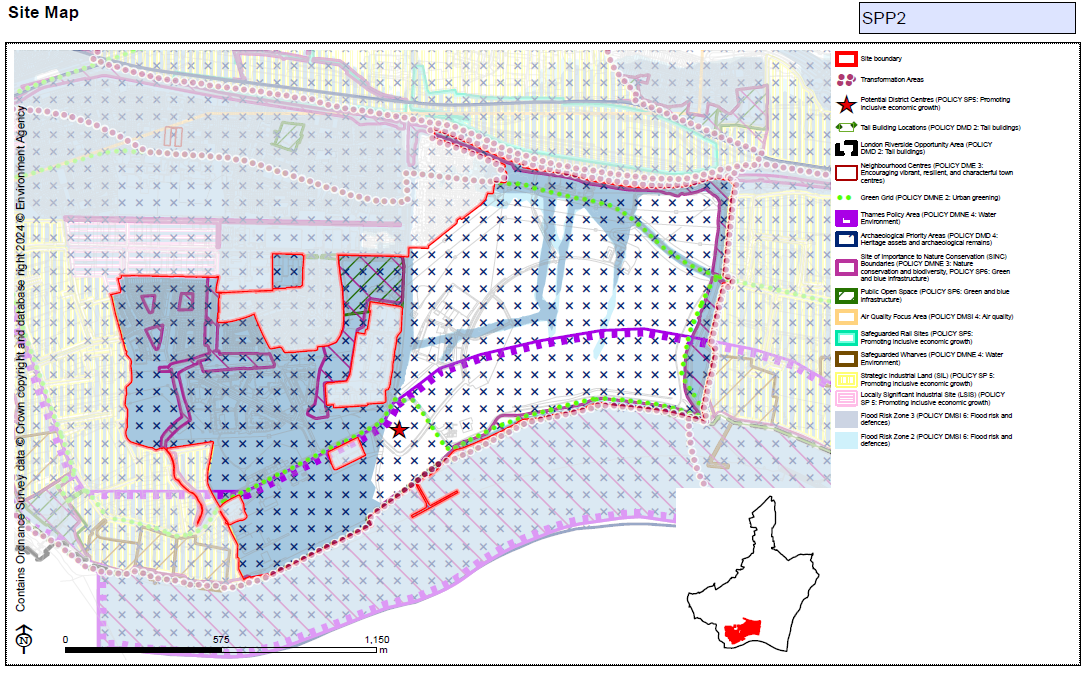 Site Map
SPP2
Contains Ordnance Survey data © Crown copyright and database right 2024 © Environment Agency
Site boundary
Transformation Areas
Potential District Centres (POLICY SP5: Promoting
inclusive economic growth)
Tall Building Locations (POLICY DMD 2: Tall buildings)
London Riverside Opportunity Area (POLICY
DMD 2: Tall buildings)
Neighbourhood Centres (POLICY DME 3:
Encouraging vibrant, resilient, and characterful town
centres)
Green Grid (POLICY DMNE 2: Urban greening)
Thames Policy Area (POLICY DMNE 4: Water
Environment)
Archaeological Priority Areas (POLICY DMD 4:
Heritage assets and archaeological remains)
Site of Importance to Nature Conservation (SINC)
Boundaries (POLICY DMNE 3: Nature
conservation and biodiversity, POLICY SP6: Green
and blue infrastructure)
Public Open Space (POLICY SP6: Green and blue
infrastructure)
Air Quality Focus Area (POLICY DMSI 4: Air quality)
Safeguarded Rail Sites (POLICY SP5:
Promoting inclusive economic growth)
Safeguarded Wharves (POLICY DMNE 4: Water
Environment)
Strategic Industrial Land (SIL) (POLICY SP 5:
Promoting inclusive economic growth)
Locally Significant Industrial Site (LSIS) (POLICY
SP 5: Promoting inclusive economic growth)
Flood Risk Zone 3 (POLICY DMSI 6: Flood risk and
defences)
Flood Risk Zone 2 (POLICY DMSI 6: Flood risk and
defences)
N
0 575 1,150
m